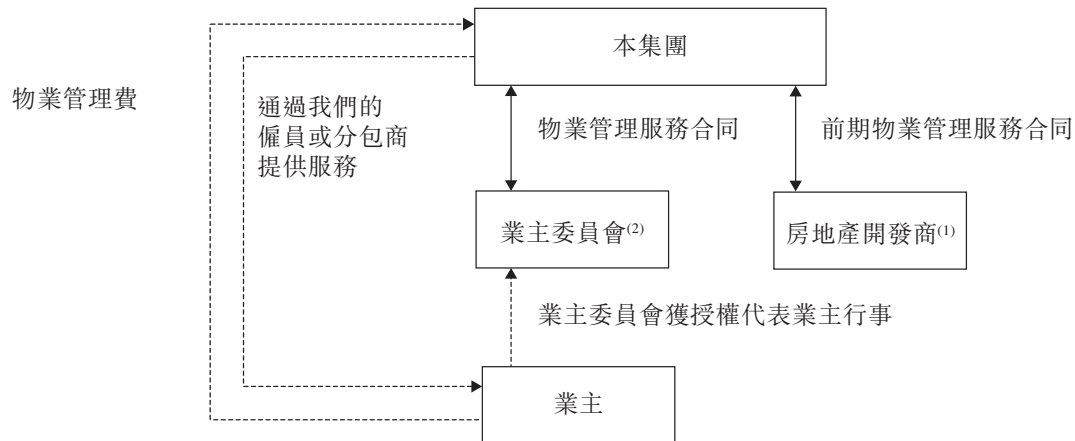 本集團
物業管理費
通過我們的
僱員或分包商
提供服務
物業管理服務合同
前期物業管理服務合同
業主委員會(2)
房地產開發商(1)
業主委員會獲授權代表業主行事
業主